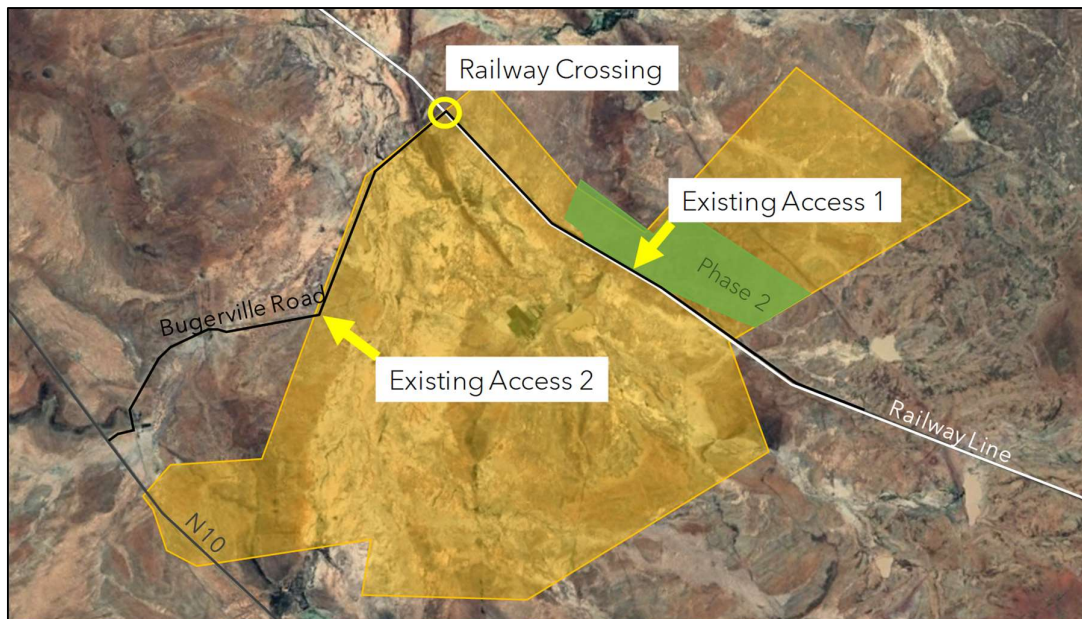 Railway Crossing
Existing Access 1
Phase 2
Bugerville Road
Existing Access 2
Railway Line
N10